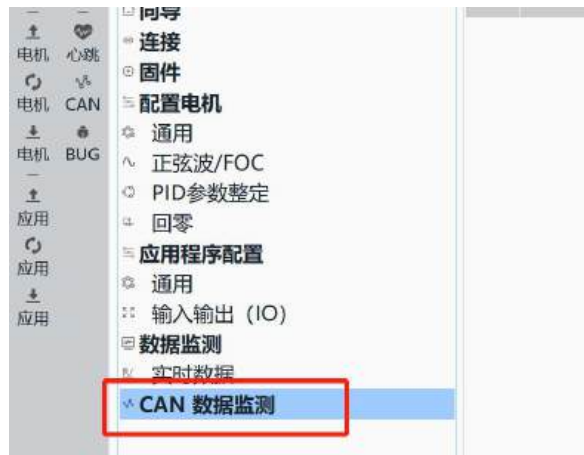 电机 心跳
电机 CAN
电机 BUG
应用
应用
应用
向导
连接
固件
配置电机
通用
正弦波/FOC
PID参数整定
回零
应用程序配置
通用
输入输出（IO）
数据监测
实时数据
CAN 数据监测